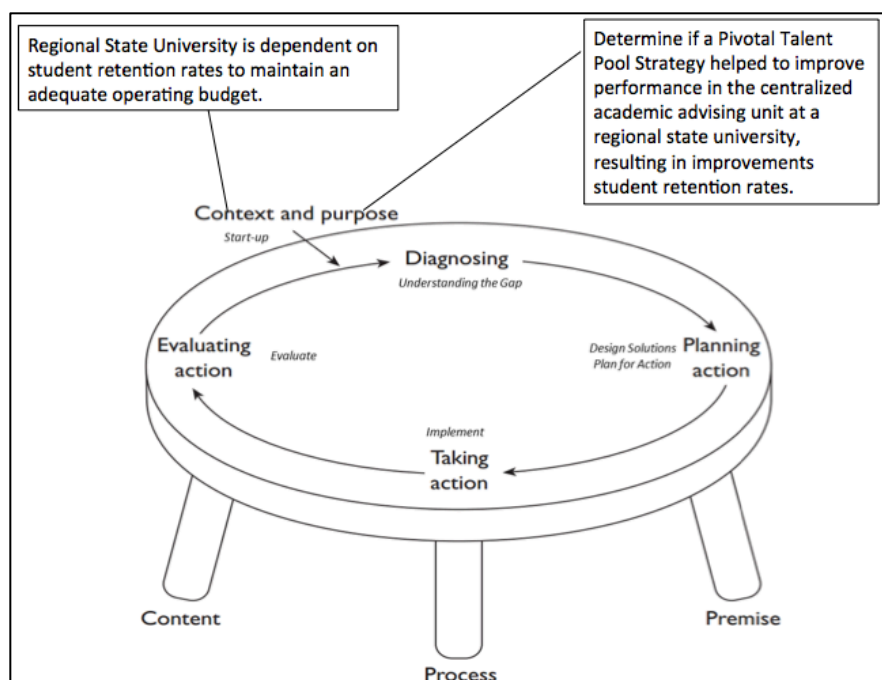 Regional State University is dependent on
student retention rates to maintain an
adequate operating budget.
Determine if a Pivotal Talent
Pool Strategy helped to improve
performance in the centralized
academic advising unit at a
regional state university,
resulting in improvements
student retention rates.
Context and purpose
Start-up
Diagnosing
Understanding the Gap
Evaluating
action
Evaluate
Design Solutions
Plan for Action
Planning
action
Implement
Taking
action
Content
Process
Premise